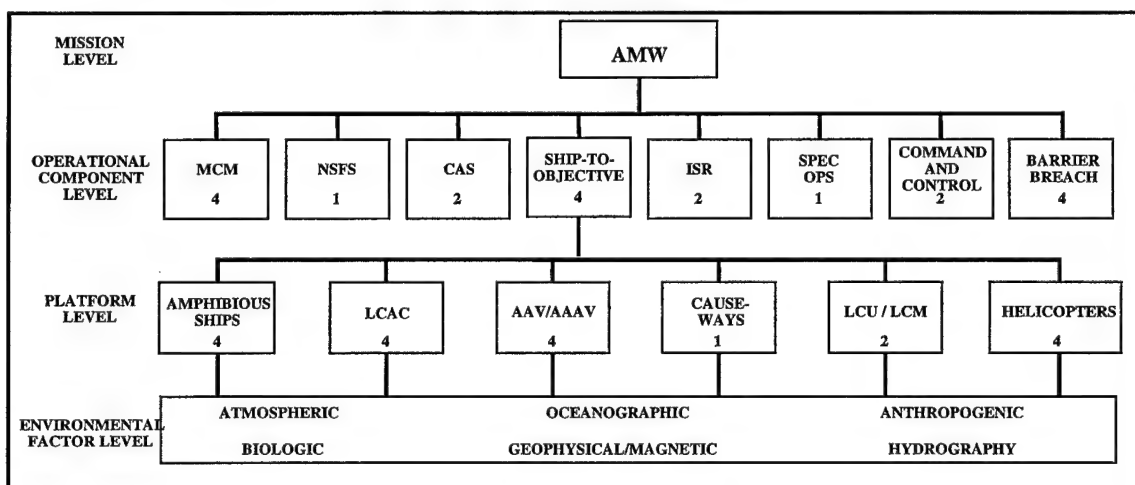 MISSION
LEVEL
AMW
OPERATIONAL
COMPONENT
LEVEL
MCM
4
NSFS
1
CAS
2
SHIP-TO-
OBJECTIVE
4
ISR
2
SPEC
OPS
1
COMMAND
AND
CONTROL
2
BARRIER
BREACH
4
PLATFORM
LEVEL
AMPHIBIOUS
SHIPS
4
LCAC
4
AAV/AAAV
4
CAUSE-
WAYS
1
LCU / LCM
2
HELICOPTERS
4
ENVIRONMENTAL
FACTOR LEVEL
ATMOSPHERIC OCEANOGRAPHIC ANTHROPOGENIC
BIOLOGIC GEOPHYSICAL/MAGNETIC HYDROGRAPHY